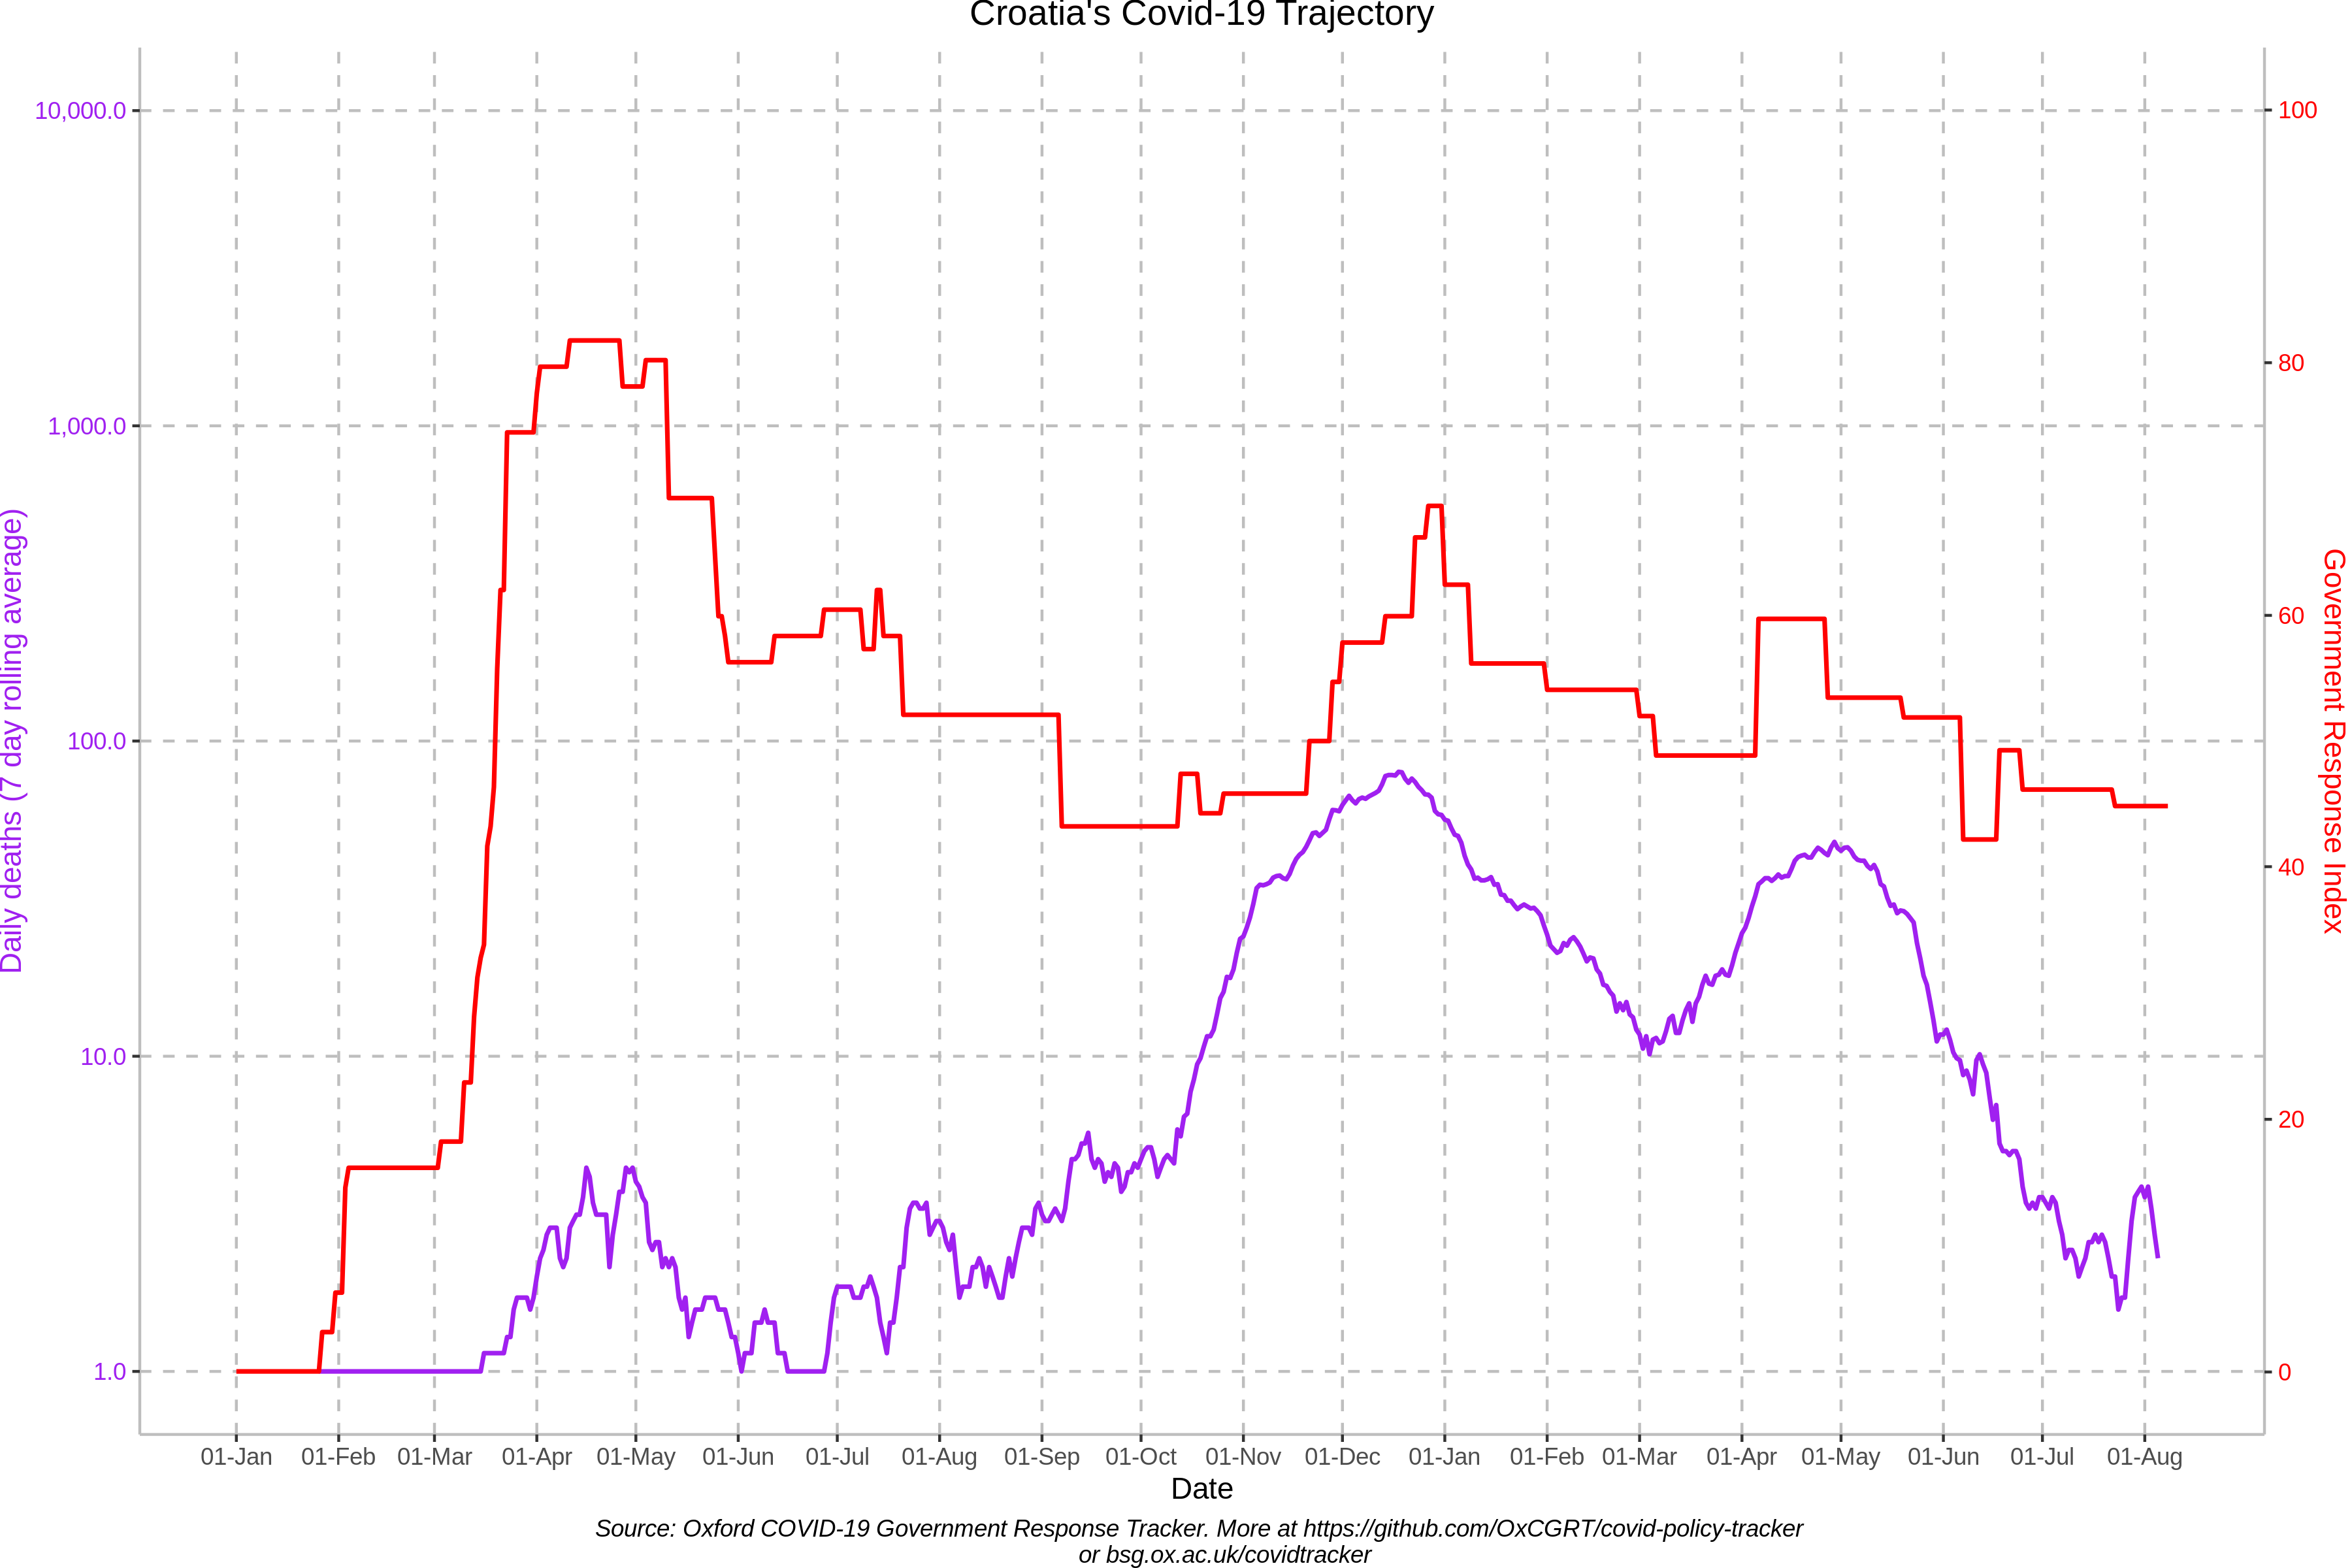 Croatia's Covid-19 Trajectory
10,000.0
1,000.0
100.0
10.0
1.0
Daily deaths (7 day rolling average)
100
80
60
40
20
0
Government Response Index
01-Jan 01-Feb 01-Mar 01-Apr 01-May 01-Jun 01-Jul 01-Aug 01-Sep 01-Oct 01-Nov 01-Dec 01-Jan 01-Feb 01-Mar 01-Apr 01-May 01-Jun 01-Jul 01-Aug
Date
Source: Oxford COVID-19 Government Response Tracker. More at https://github.com/OxCGRT/covid-policy-tracker
or bsg.ox.ac.uk/covidtracker